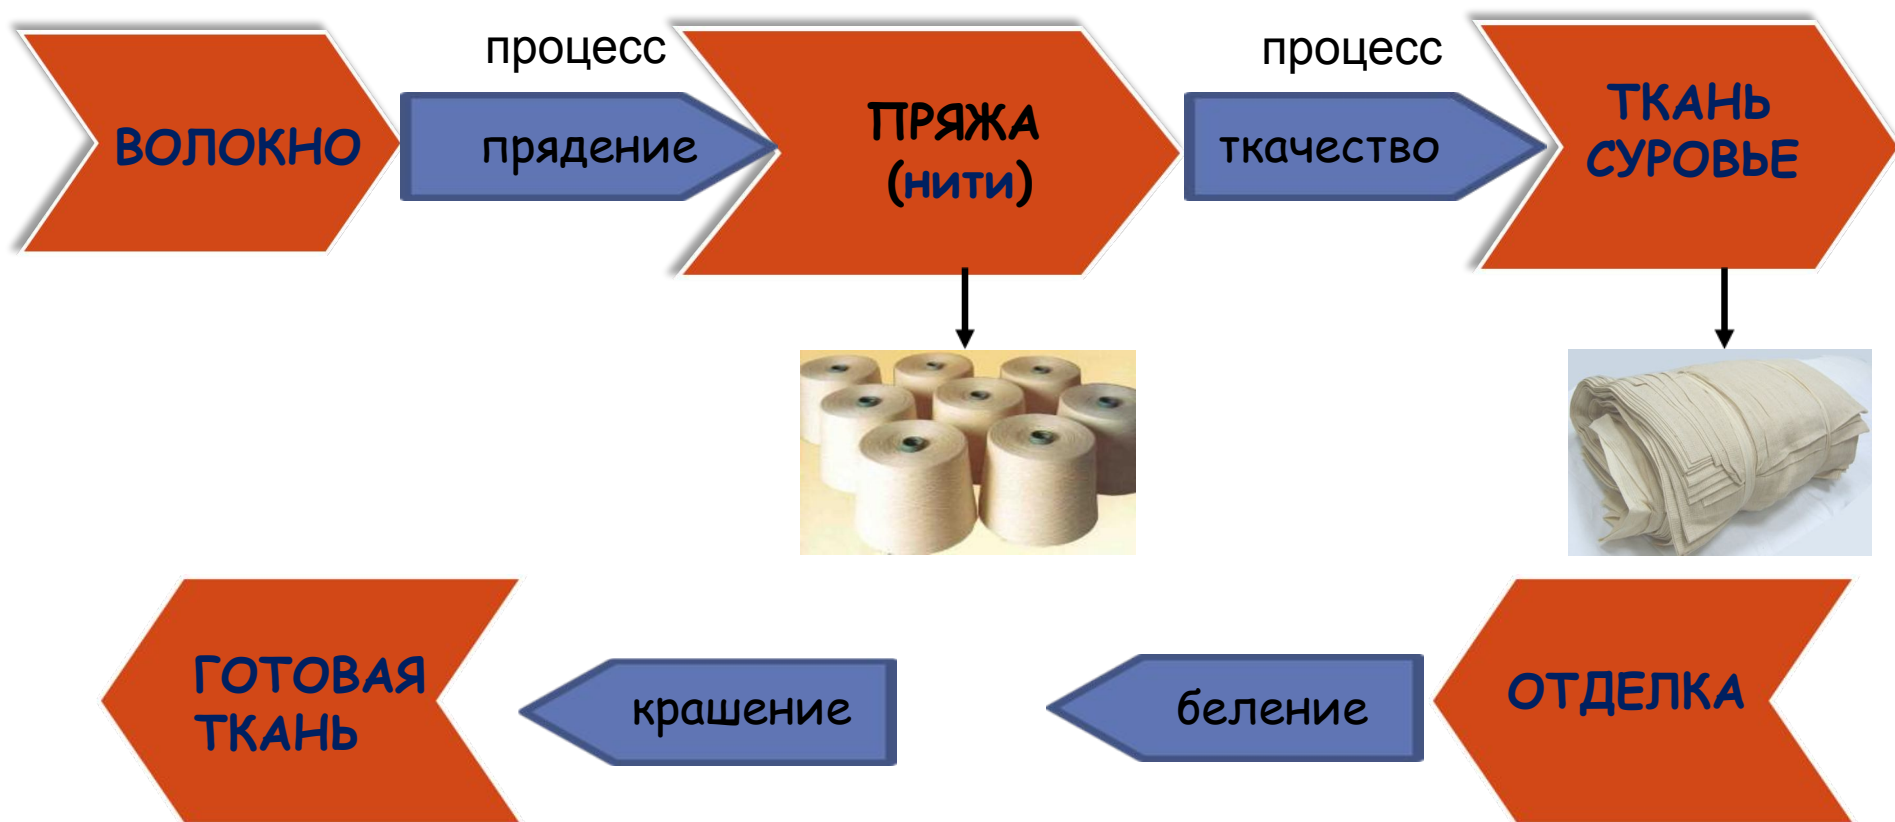 процесс
процесс
ВОЛОКНО
прядение
ПРЯЖА
(нити)
ткачество
ТКАНЬ
СУРОВЬЕ
ГОТОВАЯ
ТКАНЬ
крашение
беление
ОТДЕЛКА